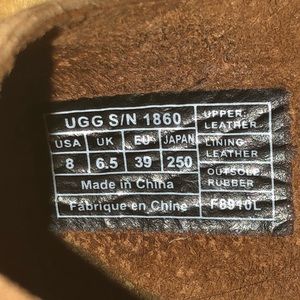 UGG S/N 1860
USA UK EU JAPAN
8 6.5 39 250
Made in China
Fabrique en Chine
UPPER
LEATHER
LINING
LEATHER
OUTSOLE
RUBBER
F8910L